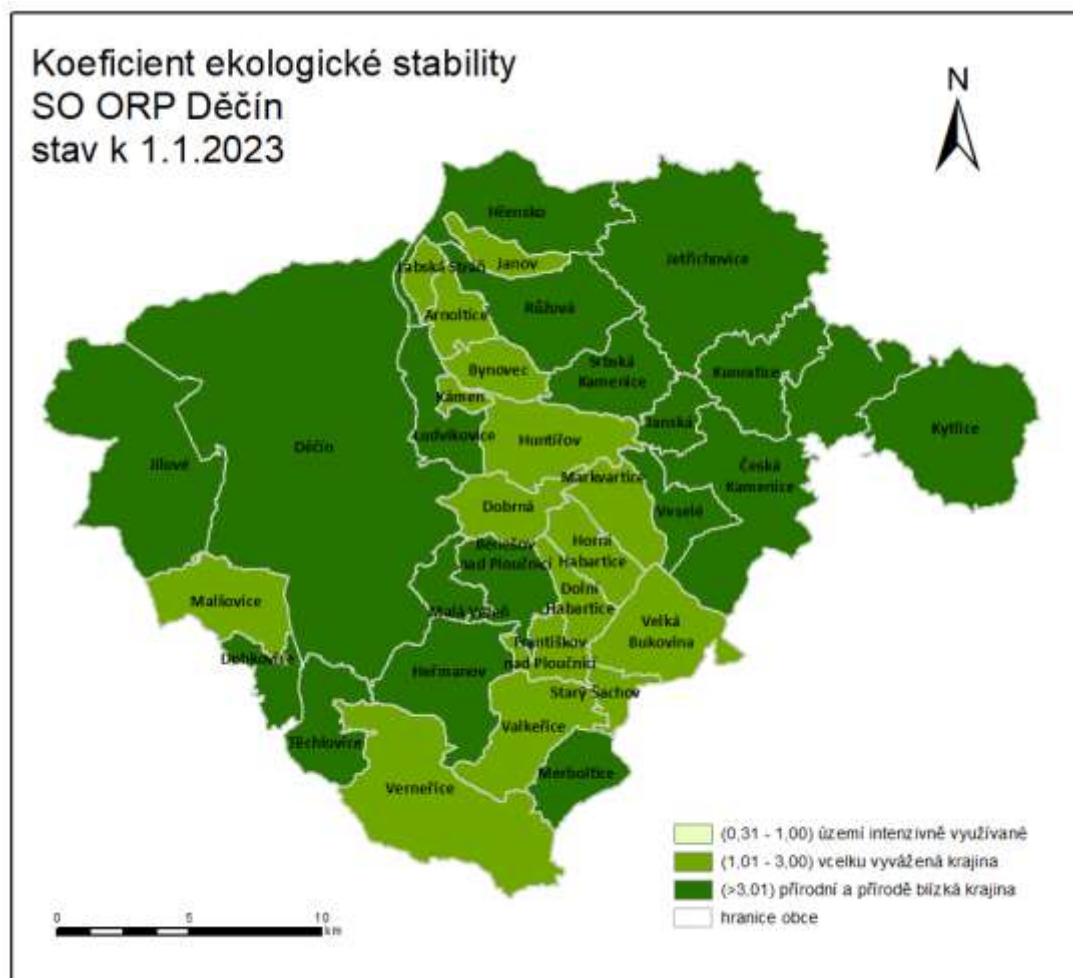 Koeficient ekologické stability
SO ORP Děčín
stav k 1.1.2023
N
Hřensko
Jetřichovice
Labská Stráň
Janov
Růžová
Arnoltice
Bynovec
Srbská
Kamenice
Kunratice
Kámen
Kytlice
Ludvíkovice
Huntířov
Janská
Děčín
Jílové
Česká
Kamenice
Markvartice
Dobrná
Veselé
Benešov
nad Ploučnicí
Horní
Habartice
Dolní
Habartice
Malšovice
Malá Veleň
Velká
Bukovina
Dobkovice
Heřmanov
Františkov
nad Ploučnicí
Starý Šachov
Valkeřice
Těchlovice
Merboltice
Verneřice
(0,31 - 1,00) území intenzivně využívané
(1,01 - 3,00) vcelku vyvážená krajina
(>3,01) přírodní a přírodě blízká krajina
hranice obce
0 10
km